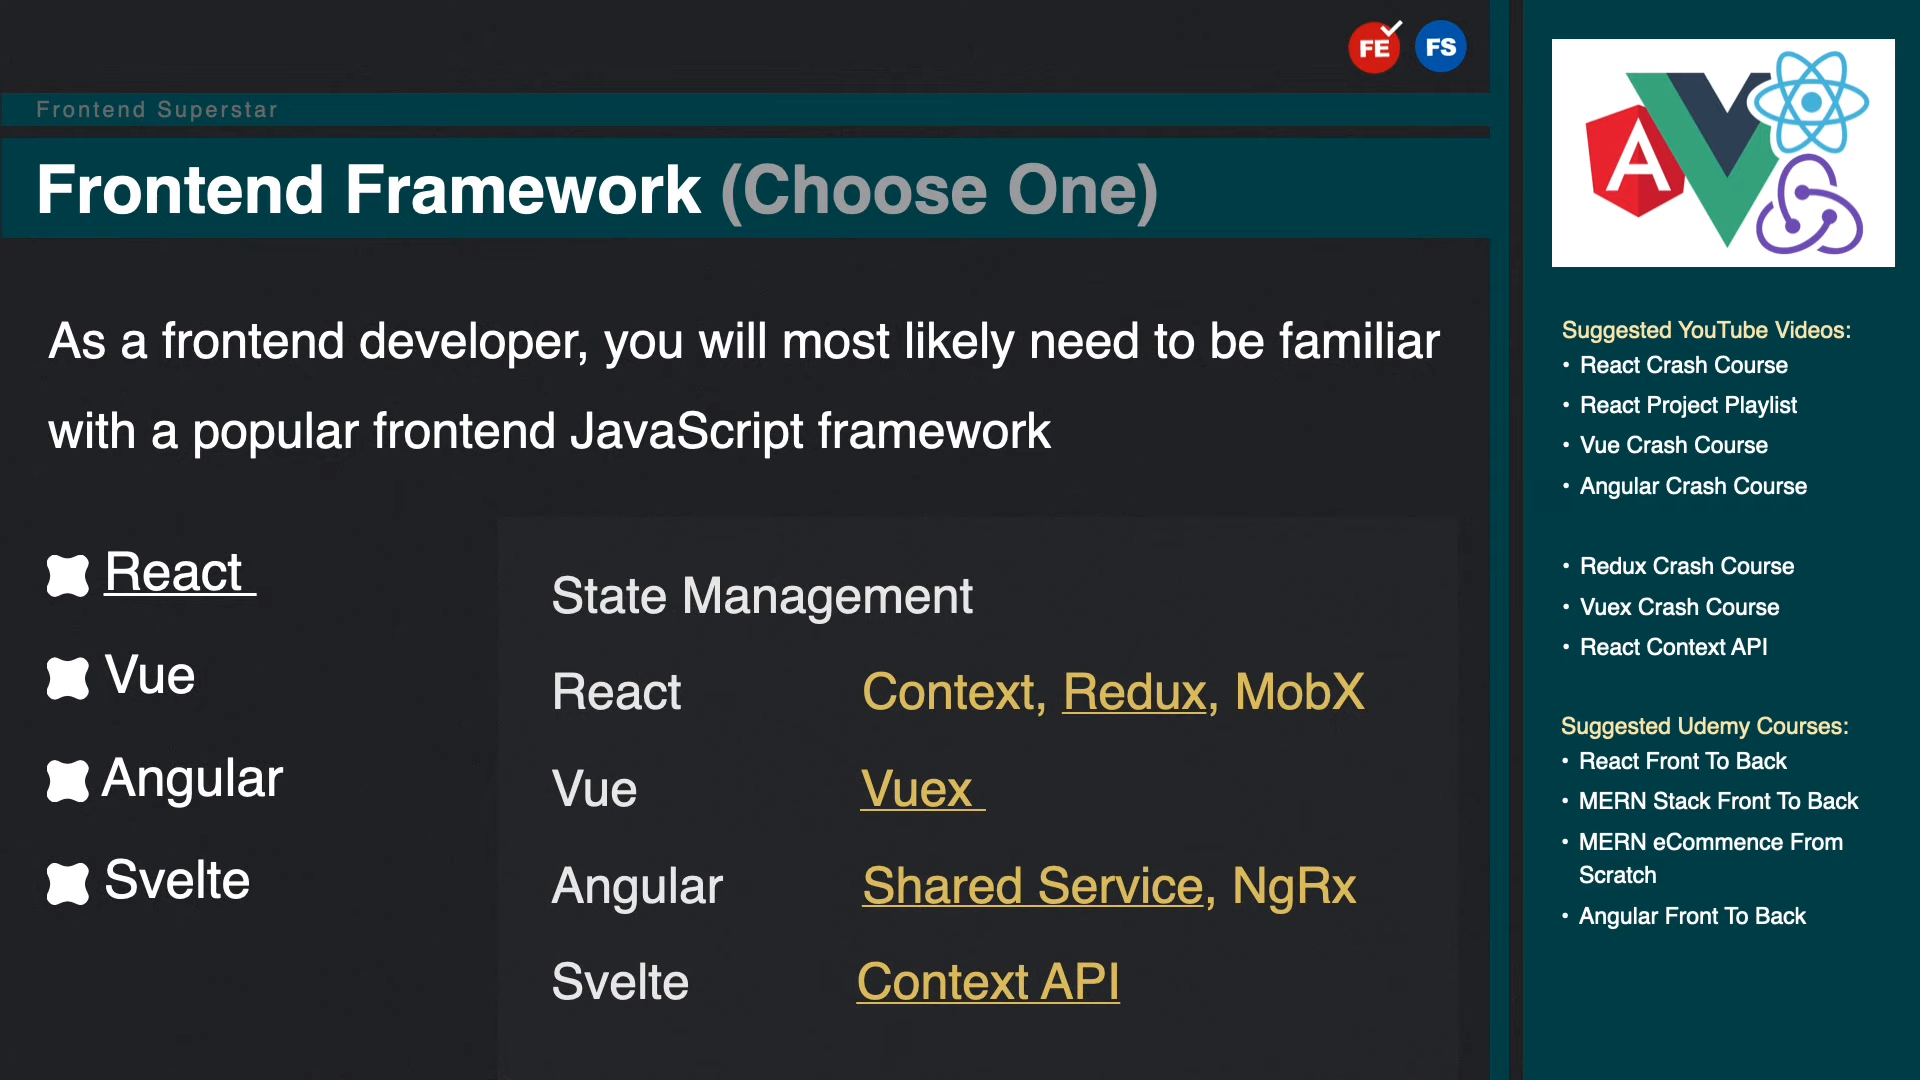 FE FS
Frontend Superstar
Frontend Framework (Choose One)
As a frontend developer, you will most likely need to be familiar
with a popular frontend JavaScript framework
React
Vue
Angular
Svelte
State Management
React Context, Redux, MobX
Vue Vuex
Angular Shared Service, NgRx
Svelte Context API
A
Suggested YouTube Videos:
• React Crash Course
• React Project Playlist
• Vue Crash Course
• Angular Crash Course
• Redux Crash Course
• Vuex Crash Course
• React Context API
Suggested Udemy Courses:
• React Front To Back
• MERN Stack Front To Back
• MERN eCommence From
Scratch
• Angular Front To Back